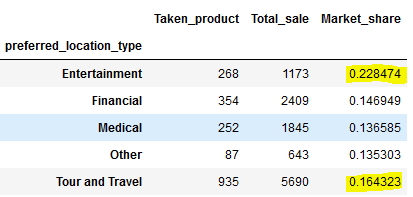 Taken_product Total_sale Market_share
preferred_location_type
Entertainment 268 1173 0.228474
Financial 354 2409 0.146949
Medical 252 1845 0.136585
Other 87 643 0.135303
Tour and Travel 935 5690 0.164323